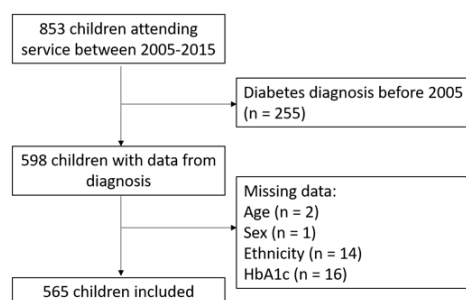 853 children attending
service between 2005-2015
Diabetes diagnosis before 2005
(n = 255)
598 children with data from
diagnosis
Missing data:
Age (n = 2)
Sex (n = 1)
Ethnicity (n = 14)
HbA1c (n = 16)
565 children included